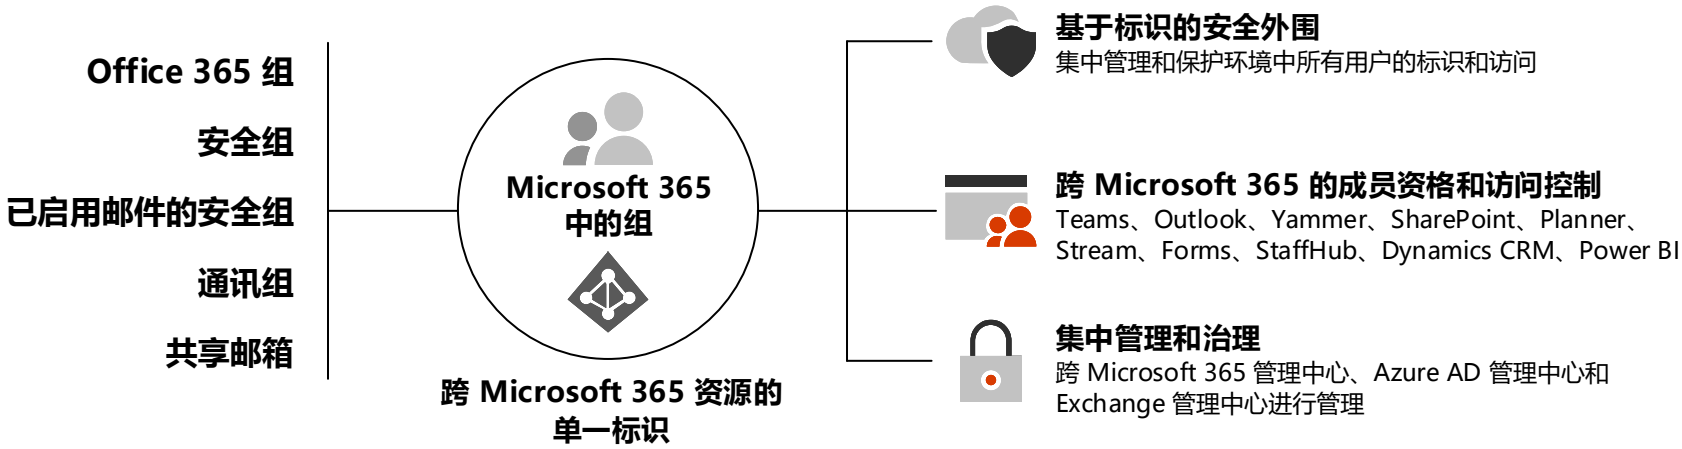 Office 365 组
安全组
已启用邮件的安全组
通讯组
共享邮箱
Microsoft 365
中的组
跨 Microsoft 365 资源的
单一标识
基于标识的安全外围
集中管理和保护环境中所有用户的标识和访问
跨 Microsoft 365 的成员资格和访问控制
Teams、Outlook、Yammer、SharePoint、Planner、
Stream、Forms、StaffHub、Dynamics CRM、Power BI
集中管理和治理
跨 Microsoft 365 管理中心、Azure AD 管理中心和
Exchange 管理中心进行管理